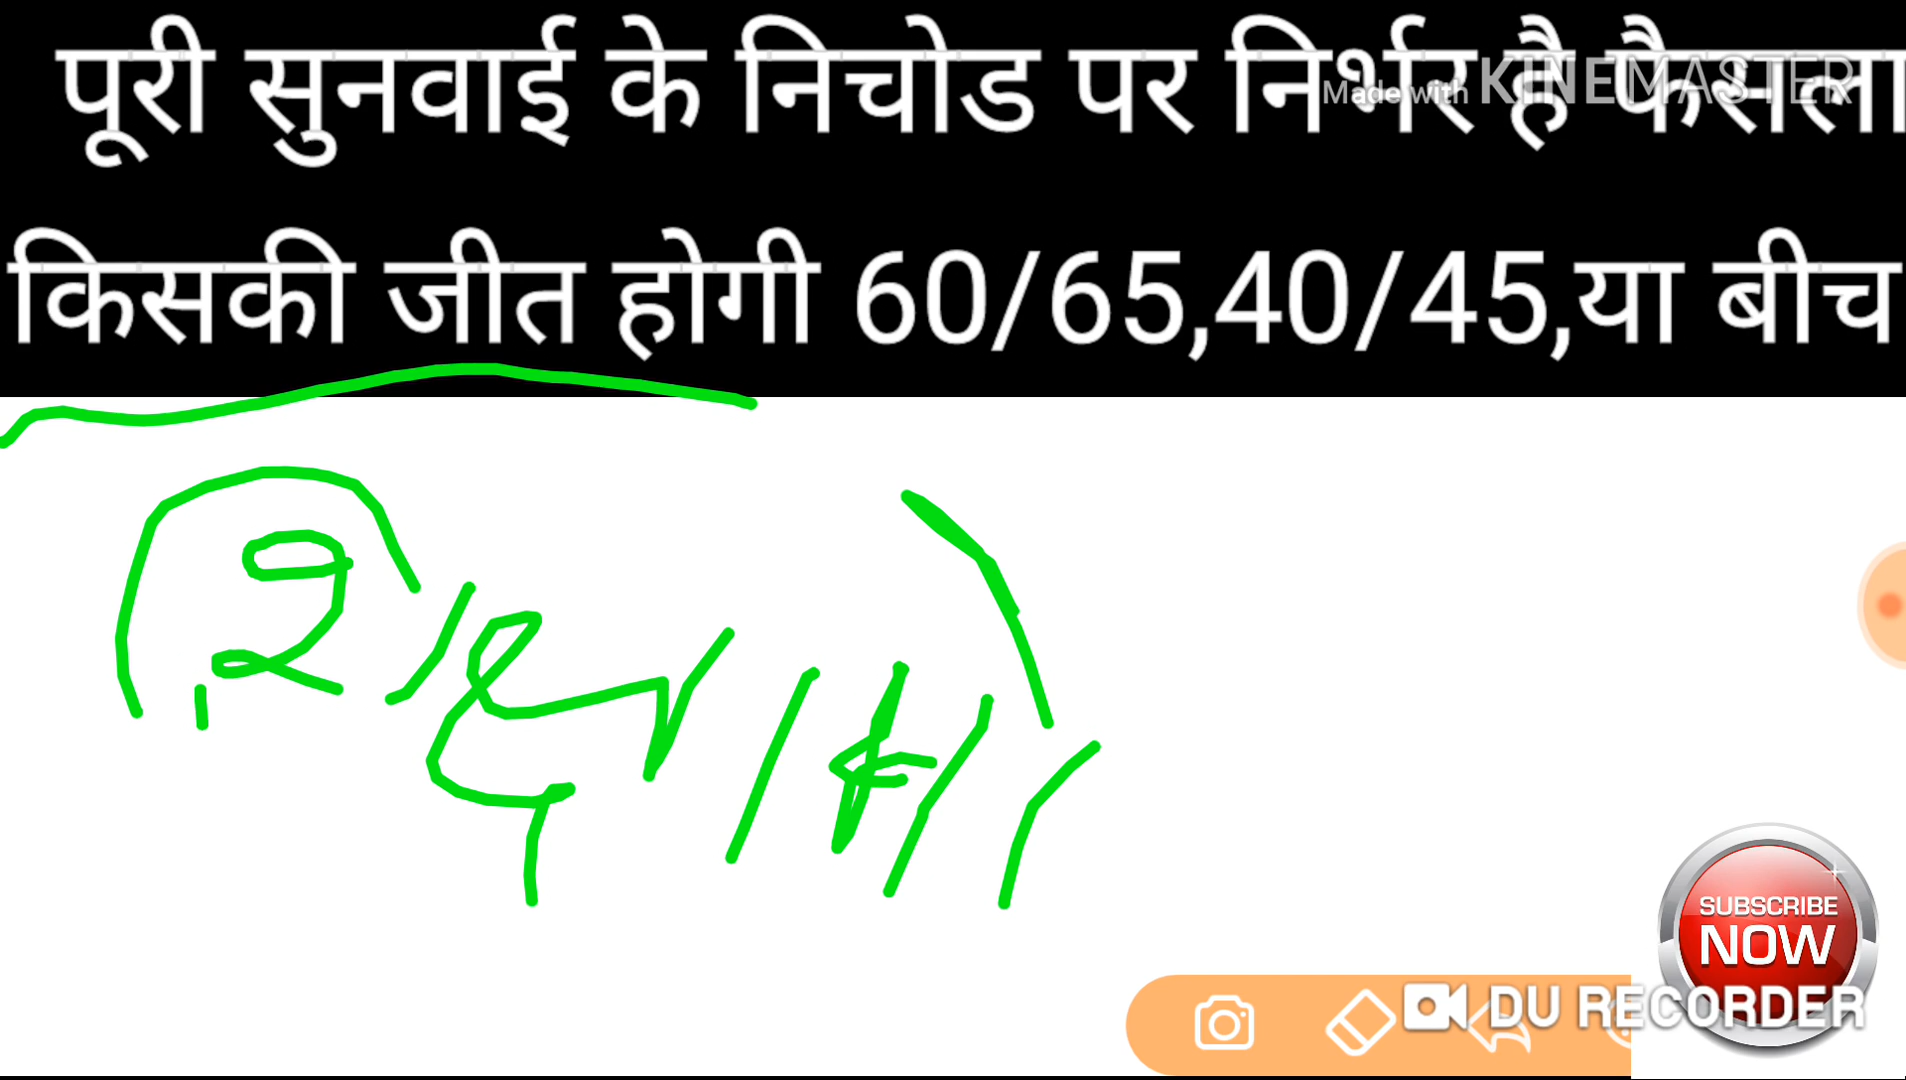 पूरी सुनवाई के निचोड पर निर्भर है फैसला
Made with KINEMASTER
किसकी जीत होगी 60/65,40/45,या बीच
SUBSCRIBE
NOW
DU RECORDER